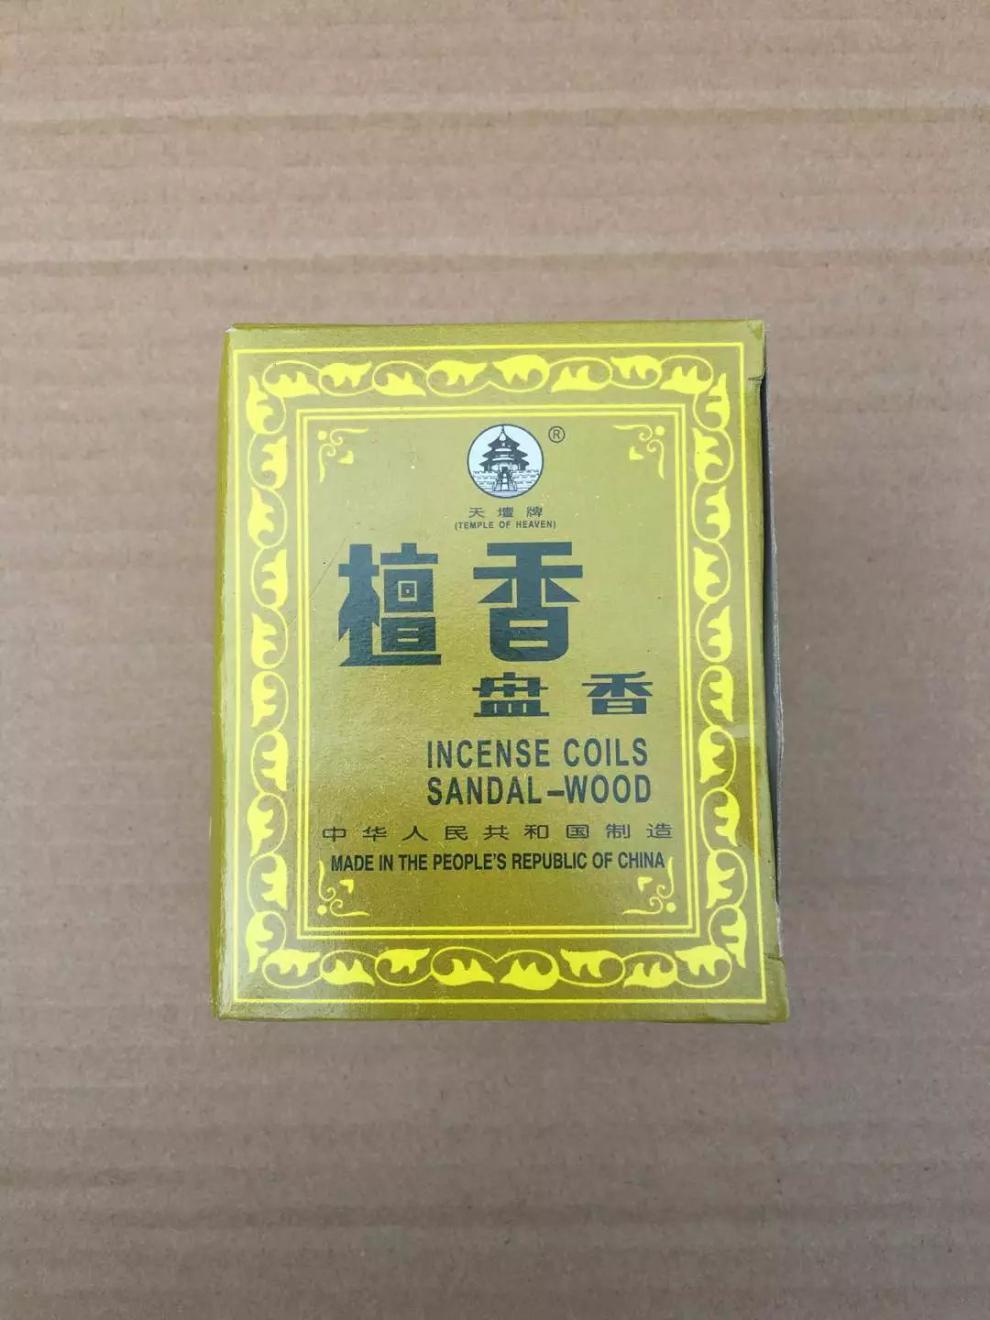 ®
天壇牌
(TEMPLE OF HEAVEN)
檀香
盘香
INCENSE COILS
SANDAL-WOOD
中华人民共和国制造
MADE IN THE PEOPLE'S REPUBLIC OF CHINA